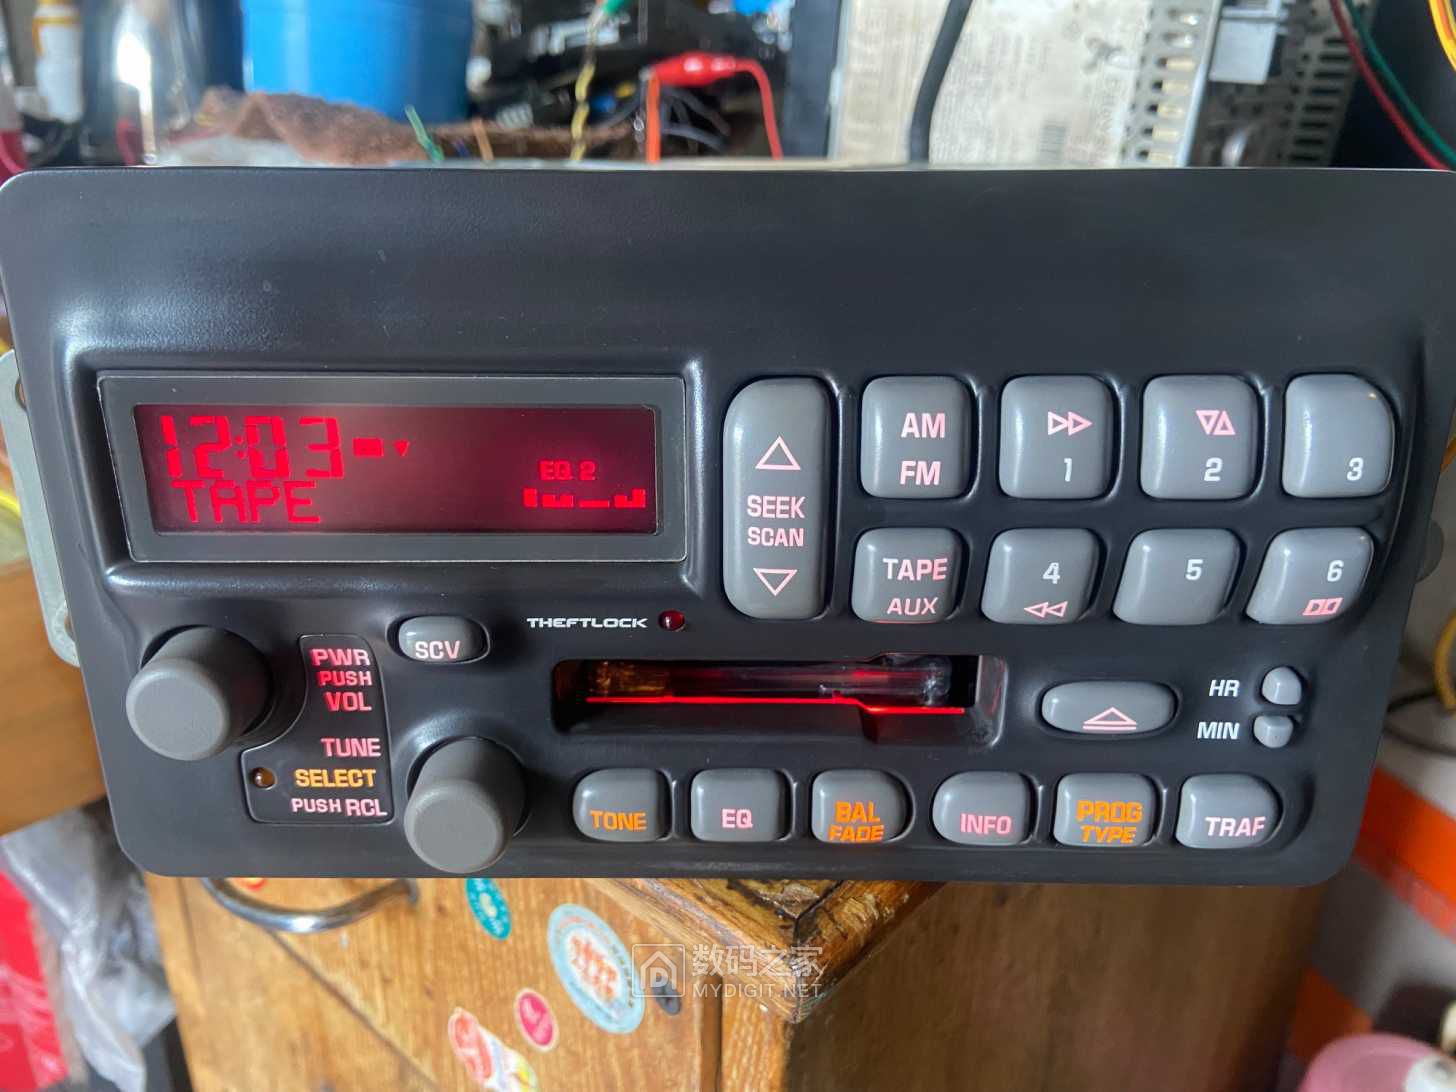 12:03
TAPE
EQ 2
SEEK
SCAN
AM
FM
1
2
3
TAPE
AUX
4
5
6
THEFTLOCK
SCV
PWR
PUSH
VOL
TUNE
SELECT
PUSH RCL
HR
MIN
TONE
EQ
BAL
FADE
INFO
PROG
TYPE
TRAF
数码之家
MYDIGIT.NET